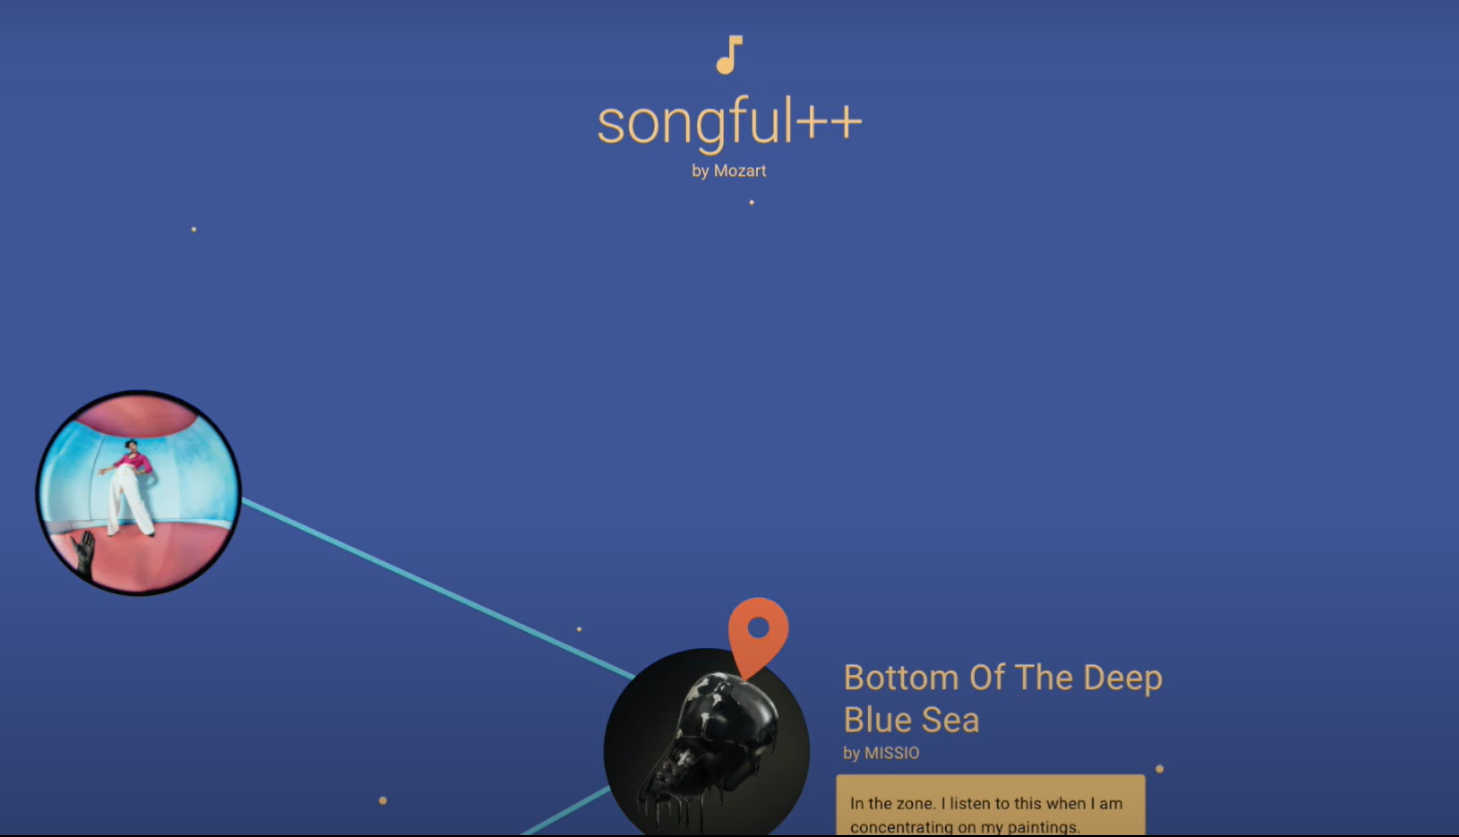 songful++
by Mozart
Bottom Of The Deep
Blue Sea
by MISSIO
In the zone. I listen to this when I am
concentrating on my paintings.